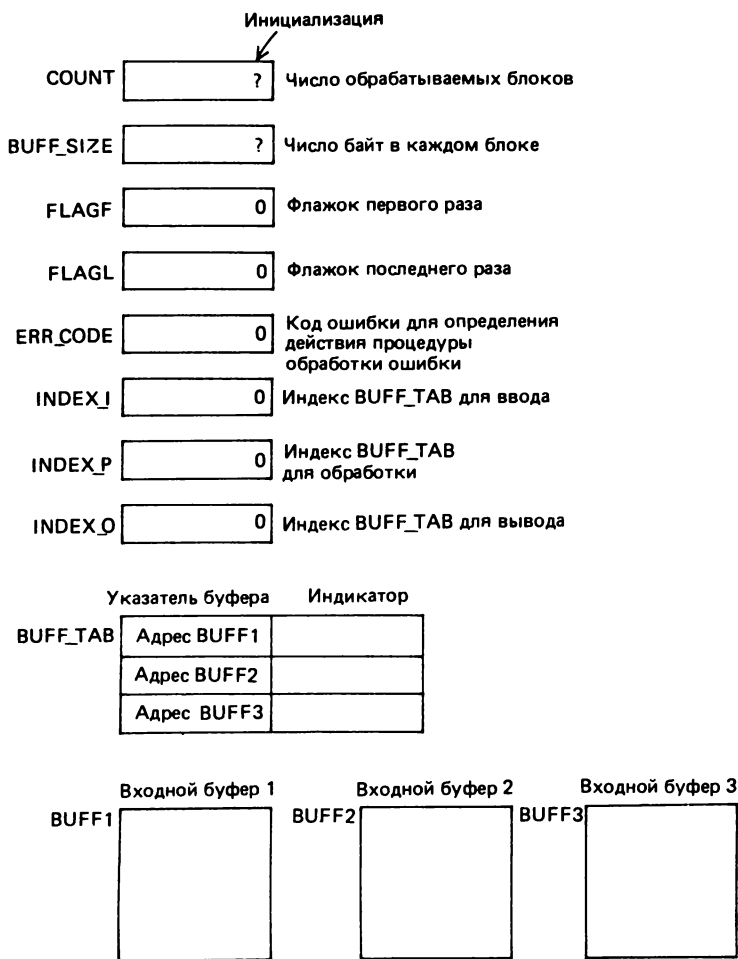 Инициализация
COUNT ? Число обрабатываемых блоков
BUFF_SIZE ? Число байт в каждом блоке
FLAGF 0 Флажок первого раза
FLAGL 0 Флажок последнего раза
ERR_CODE 0 Код ошибки для определения
действия процедуры
обработки ошибки
INDEX_I 0 Индекс BUFF_TAB для ввода
INDEX_P 0 Индекс BUFF_TAB
для обработки
INDEX_O 0 Индекс BUFF_TAB для вывода
Указатель буфера Индикатор
BUFF_TAB Адрес BUFF1
Адрес BUFF2
Адрес BUFF3
Входной буфер 1 Входной буфер 2 Входной буфер 3
BUFF1 BUFF2 BUFF3